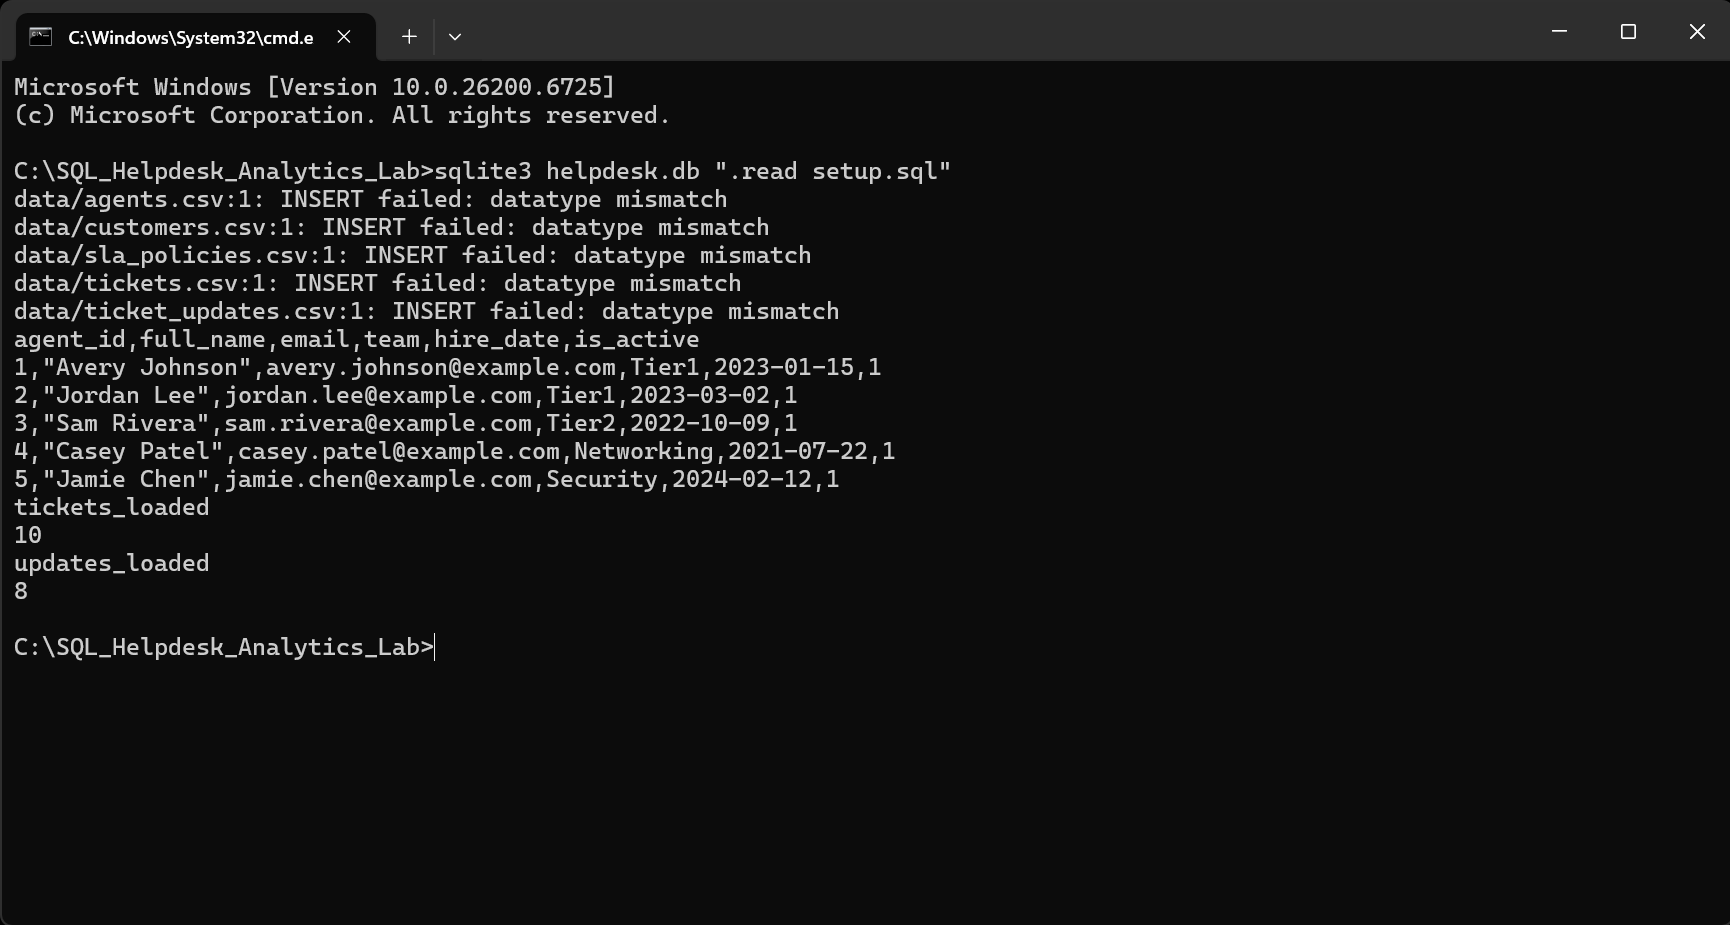 C:\Windows\System32\cmd.e
Microsoft Windows [Version 10.0.26200.6725]
(c) Microsoft Corporation. All rights reserved.
C:\SQL_Helpdesk_Analytics_Lab>sqlite3 helpdesk.db ".read setup.sql"
data/agents.csv:1: INSERT failed: datatype mismatch
data/customers.csv:1: INSERT failed: datatype mismatch
data/sla_policies.csv:1: INSERT failed: datatype mismatch
data/tickets.csv:1: INSERT failed: datatype mismatch
data/ticket_updates.csv:1: INSERT failed: datatype mismatch
agent_id,full_name,email,team,hire_date,is_active
1,"Avery Johnson",avery.johnson@example.com,Tier1,2023-01-15,1
2,"Jordan Lee",jordan.lee@example.com,Tier1,2023-03-02,1
3,"Sam Rivera",sam.rivera@example.com,Tier2,2022-10-09,1
4,"Casey Patel",casey.patel@example.com,Networking,2021-07-22,1
5,"Jamie Chen",jamie.chen@example.com,Security,2024-02-12,1
tickets_loaded
10
updates_loaded
8
C:\SQL_Helpdesk_Analytics_Lab>